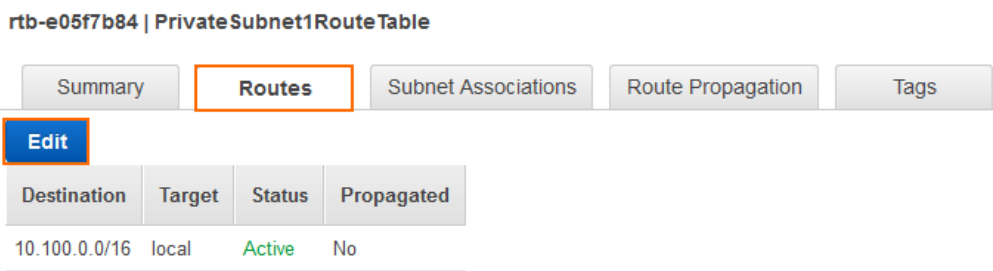 rtb-e05f7b84 | PrivateSubnet1RouteTable
Summary Routes Subnet Associations Route Propagation Tags
Edit
Destination Target Status Propagated
10.100.0.0/16 local Active No